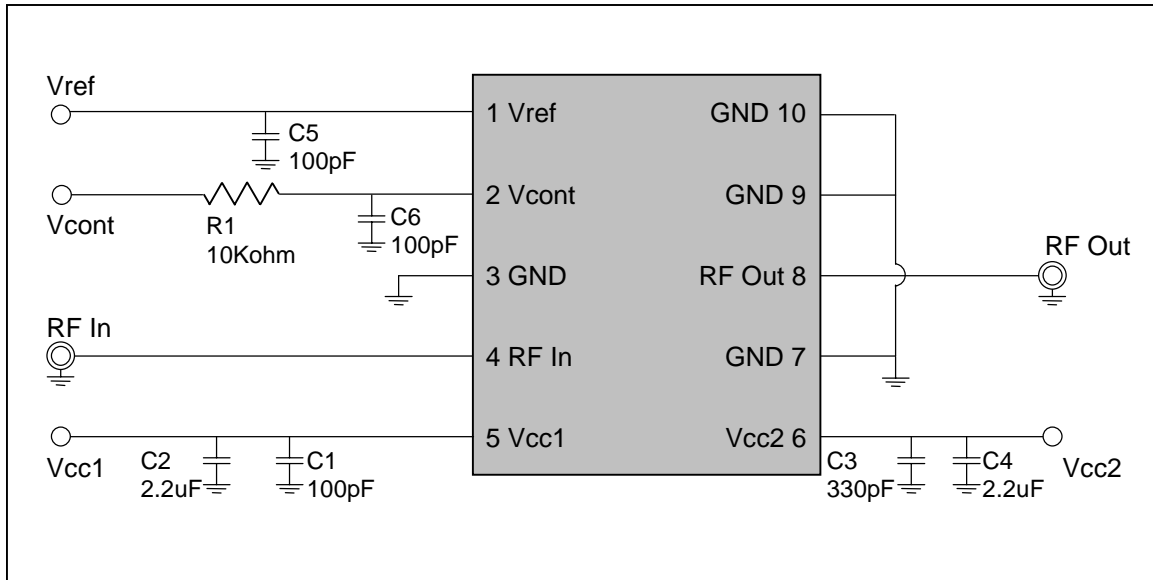 Vref
1 Vref
GND 10
C5
100pF
Vcont
2 Vcont
GND 9
R1
10Kohm
C6
100pF
3 GND
RF Out 8
RF Out
RF In
4 RF In
GND 7
Vcc1
5 Vcc1
Vcc2 6
Vcc2
C2
2.2uF
C1
100pF
C3
330pF
C4
2.2uF